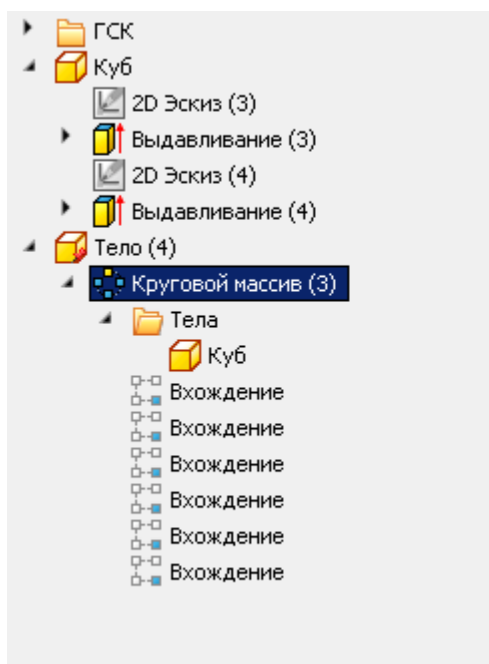 ГСК
Куб
2D Эскиз (3)
Выдавливание (3)
2D Эскиз (4)
Выдавливание (4)
Тело (4)
Круговой массив (3)
Тела
Куб
Вхождение
Вхождение
Вхождение
Вхождение
Вхождение
Вхождение